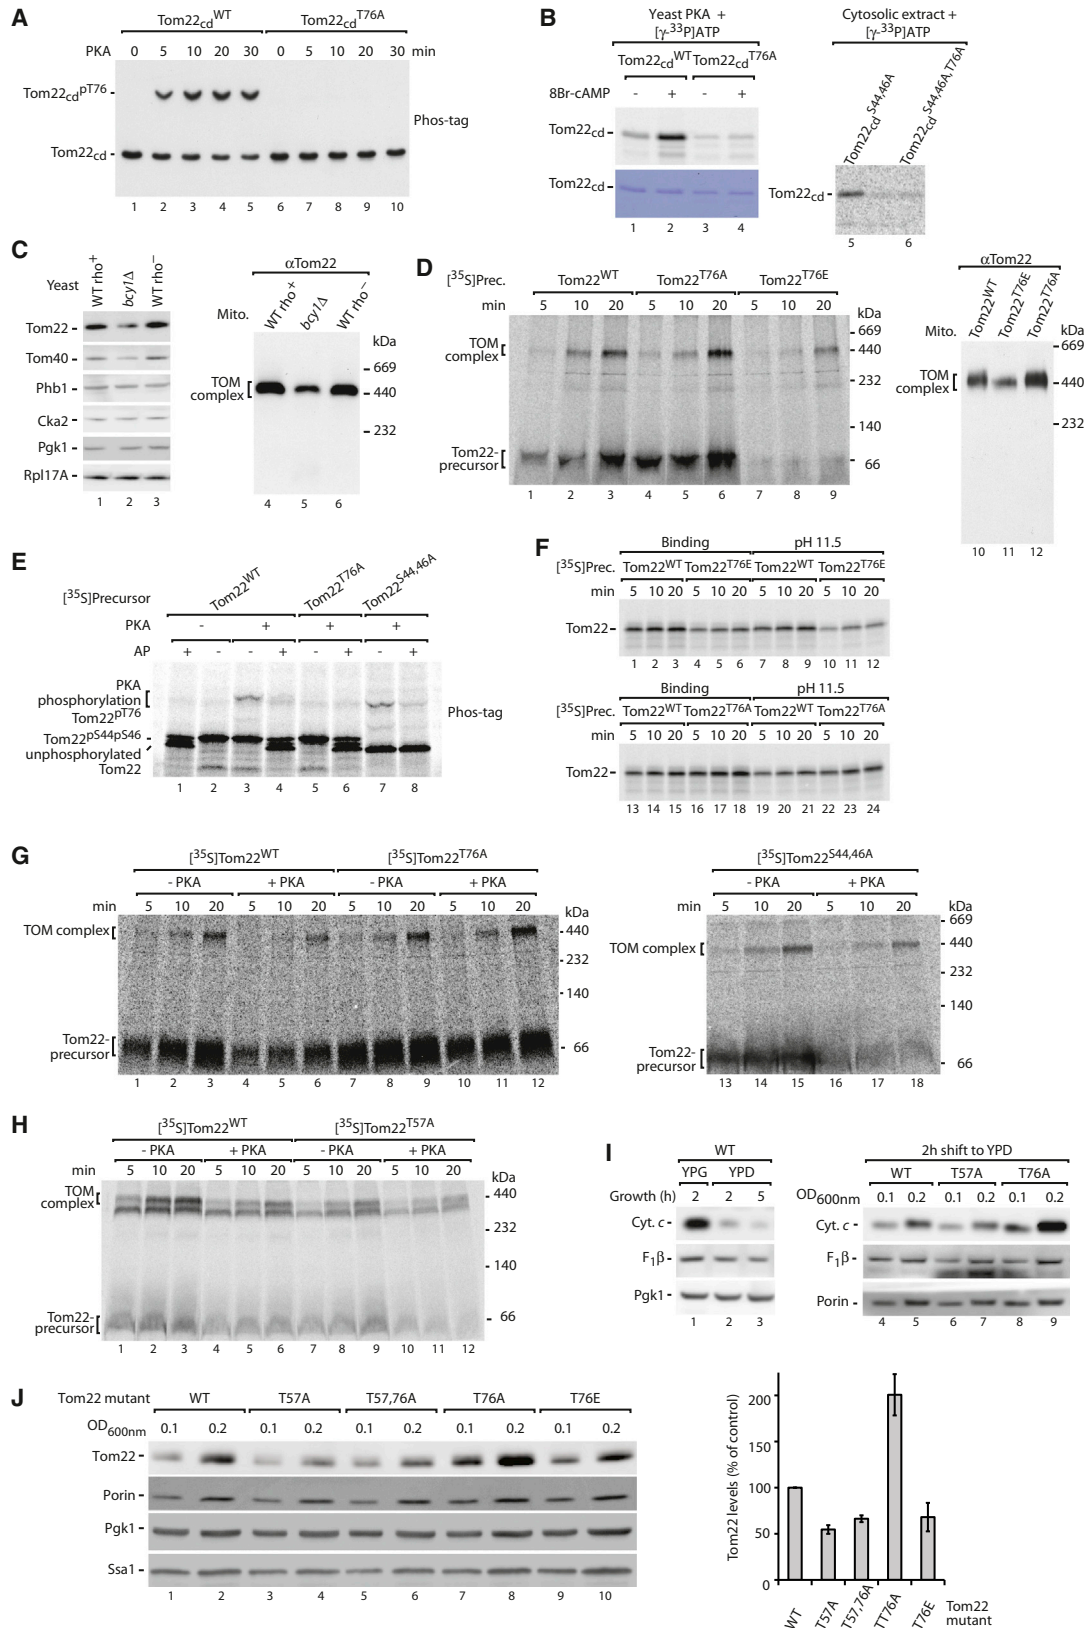 A
Tom22cdWT Tom22cdT76A
PKA 0 5 10 20 30 0 5 10 20 30 min
Tom22cdpT76
Phos-tag
Tom22cd
1 2 3 4 5 6 7 8 9 10
B
Yeast PKA +
[γ-33P]ATP
Tom22cdWT Tom22cdT76A
8Br-cAMP - + - +
Tom22cd
Tom22cd
1 2 3 4
Cytosolic extract +
[γ-33P]ATP
Tom22cdS44,46A
Tom22cdS44,46A,T76A
Tom22cd
5 6
C
Yeast WT rho+ bcy1Δ WT rho−
Tom22
Tom40
Phb1
Cka2
Pgk1
Rpl17A
1 2 3
αTom22
Mito. WT rho+ bcy1Δ WT rho−
kDa
669
TOM
complex
440
232
4 5 6
D
[35S]Prec. Tom22WT Tom22T76A Tom22T76E
min 5 10 20 5 10 20 5 10 20
kDa
669
TOM
complex
440
232
140
Tom22-
precursor
66
1 2 3 4 5 6 7 8 9
αTom22
Mito. Tom22WT Tom22T76E Tom22T76A
kDa
669
TOM
complex
440
232
10 11 12
E
[35S]Precursor Tom22WT Tom22T76A Tom22S44,46A
PKA - + + +
AP + - - + - + - +
PKA
phosphorylation
Tom22pT76
Tom22pS44pS46
unphosphorylated
Tom22
Phos-tag
1 2 3 4 5 6 7 8
F
Binding pH 11.5
[35S]Prec. Tom22WT Tom22T76E Tom22WT Tom22T76E
min 5 10 20 5 10 20 5 10 20 5 10 20
Tom22
1 2 3 4 5 6 7 8 9 10 11 12
Binding pH 11.5
[35S]Prec. Tom22WT Tom22T76A Tom22WT Tom22T76A
min 5 10 20 5 10 20 5 10 20 5 10 20
Tom22
13 14 15 16 17 18 19 20 21 22 23 24
G
[35S]Tom22WT [35S]Tom22T76A
- PKA + PKA - PKA + PKA
min 5 10 20 5 10 20 5 10 20 5 10 20
kDa
TOM complex
440
232
140
Tom22-
precursor
66
1 2 3 4 5 6 7 8 9 10 11 12
[35S]Tom22S44,46A
- PKA + PKA
min 5 10 20 5 10 20
kDa
669
TOM complex
440
232
140
Tom22-
precursor
66
13 14 15 16 17 18
H
[35S]Tom22WT [35S]Tom22T57A
- PKA + PKA - PKA + PKA
min 5 10 20 5 10 20 5 10 20 5 10 20
kDa
TOM
complex
440
232
140
Tom22-
precursor
66
1 2 3 4 5 6 7 8 9 10 11 12
I
WT
YPG YPD
Growth (h) 2 2 5
Cyt. c
F1β
Pgk1
1 2 3
2h shift to YPD
WT T57A T76A
OD600nm 0.1 0.2 0.1 0.2 0.1 0.2
Cyt. c
F1β
Porin
4 5 6 7 8 9
J
Tom22 mutant WT T57A T57,76A T76A T76E
OD600nm 0.1 0.2 0.1 0.2 0.1 0.2 0.1 0.2 0.1 0.2
Tom22
Porin
Pgk1
Ssa1
1 2 3 4 5 6 7 8 9 10
Tom22 levels (% of control)
200
150
100
50
0
WT T57A T57,76A TT76A T76E
Tom22
mutant